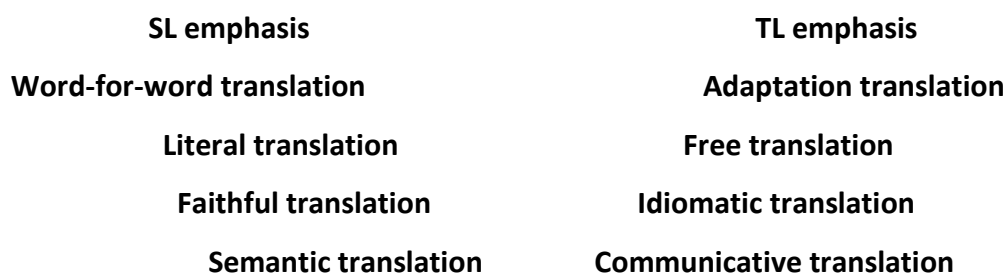 SL emphasis TL emphasis
Word-for-word translation Adaptation translation
Literal translation Free translation
Faithful translation Idiomatic translation
Semantic translation Communicative translation